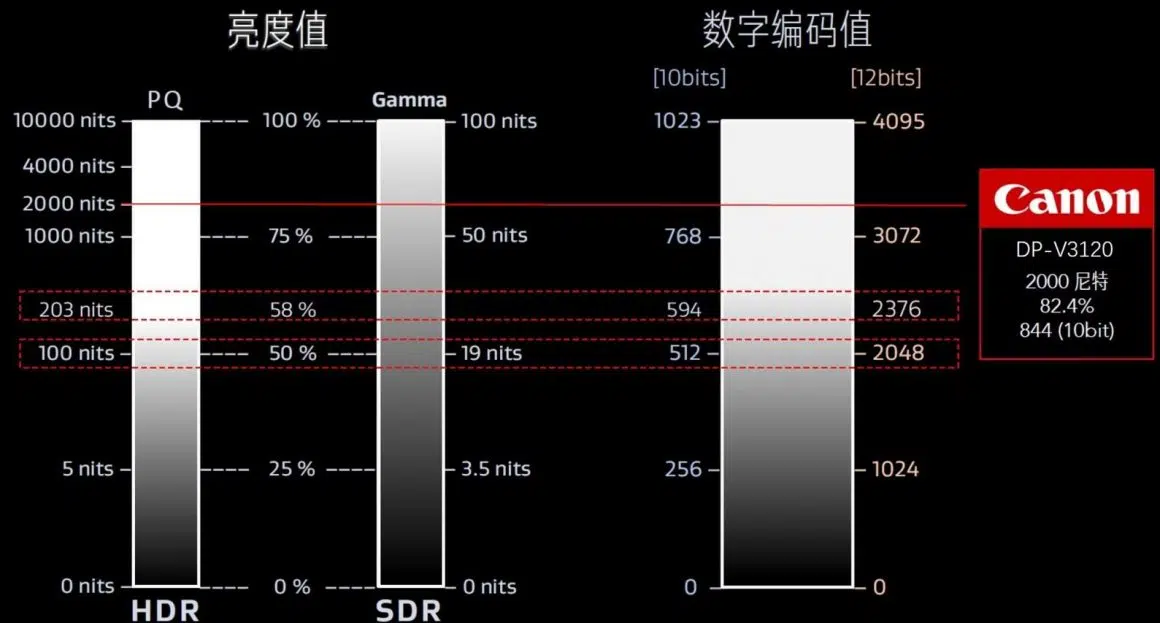 亮度值
数字编码值
[10bits] [12bits]
PQ Gamma
10000 nits 100 % 100 nits 1023 4095
4000 nits
2000 nits
1000 nits 75 % 50 nits 768 3072
203 nits 58 % 594 2376
100 nits 50 % 19 nits 512 2048
5 nits 25 % 3.5 nits 256 1024
0 nits 0 % 0 nits 0 0
HDR SDR
Canon
DP-V3120
2000 尼特
82.4%
844 (10bit)